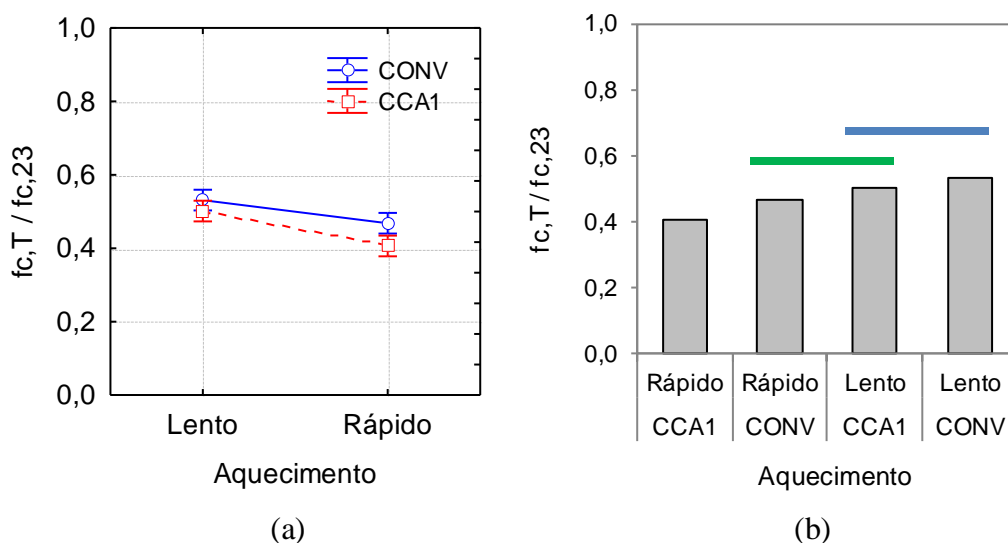 1,0
0,8
0,6
0,4
0,2
0,0
fc,T / fc,23
CONV
CCA1
Lento
Rápido
Aquecimento
(a)
1,0
0,8
0,6
0,4
0,2
0,0
fc,T / fc,23
Rápido Rápido Lento Lento
CCA1 CONV CCA1 CONV
Aquecimento
(b)